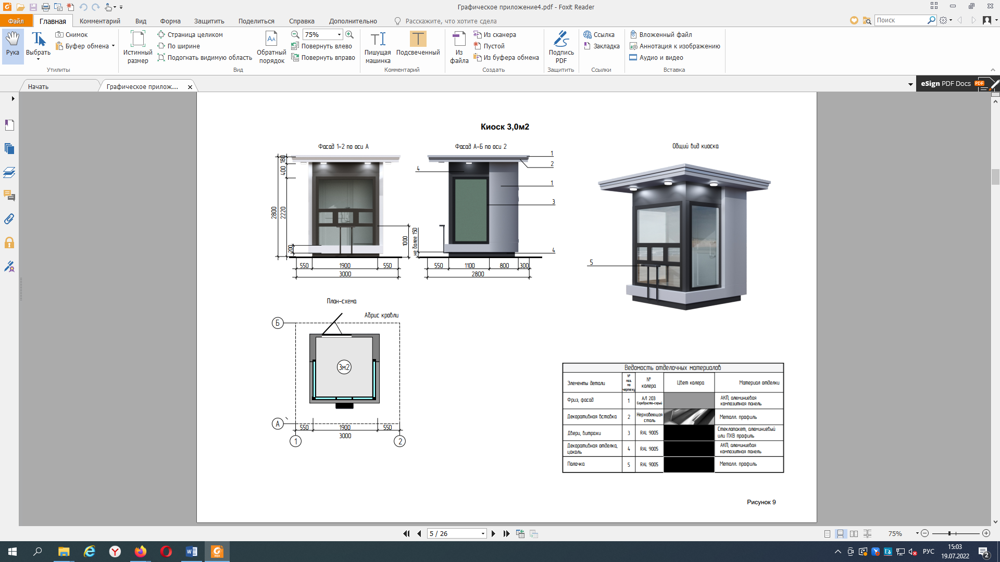 Графическое приложение4.pdf - Foxit Reader
Файл
Главная
Комментарий
Вид
Форма
Защитить
Поделиться
Справка
Дополнительно
Расскажите, что хотите сдела
Поиск
Рука
Выбрать
Снимок
Буфер обмена
Утилиты
Истинный
размер
Страница целиком
По ширине
Подогнать видимую область
Обратный
порядок
75%
Повернуть влево
Повернуть вправо
Вид
Пишущая
машинка
Подсвеченный
Комментарий
Из
файла
Из сканера
Пустой
Из буфера обмена
Создать
Подпись
PDF
Защитить
Ссылка
Закладка
Ссылки
Вложенный файл
Аннотация к изображению
Аудио и видео
Вставка
Начать
Графическое прилож...
eSign PDF Docs
PDF
Киоск 3,0м2
Фасад 1-2 по оси А
Фасад А-Б по оси 2
Общий вид киоска
180
400
2800
2220
200
1000
550
1900
550
3000
1
2
4
1
3
не более 150
4
550
1100
800
300
2800
5
План-схема
Абрис кровли
Б
3м2
А
550
1900
550
3000
1
2
Ведомость отделочных материалов
Элементы детали
№ поз. по чертежу
№ колера
Цвет колера
Материал отделки
Фриз, фасад
1
АЛ 203
Серебристо-серый
АКП, алюминиевая
композитная панель
Декоративная вставка
2
Нержавеющая
сталь
Металл. профиль
Двери, витражи
3
RAL 9005
Стеклопакет, алюминиевый
или ПХВ профиль
Декоративная отделка,
цоколь
4
RAL 9005
АКП, алюминиевая
композитная панель
Полочка
5
RAL 9005
Металл. профиль
Рисунок 9
5 / 26
75%
W
PDF
РУС
15:03
19.07.2022
2